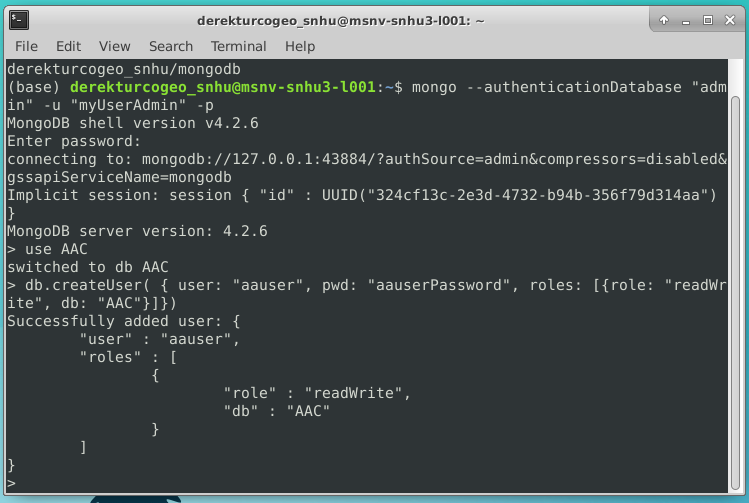 derekturcogeo_snhu@msnv-snhu3-l001: ~
File Edit View Search Terminal Help
derekturcogeo_snhu/mongodb
(base) derekturcogeo_snhu@msnv-snhu3-l001:~$ mongo --authenticationDatabase "adm
in" -u "myUserAdmin" -p
MongoDB shell version v4.2.6
Enter password:
connecting to: mongodb://127.0.0.1:43884/?authSource=admin&compressors=disabled&
gssapiServiceName=mongodb
Implicit session: session { "id" : UUID("324cf13c-2e3d-4732-b94b-356f79d314aa")
}
MongoDB server version: 4.2.6
> use AAC
switched to db AAC
> db.createUser( { user: "aauser", pwd: "aauserPassword", roles: [{role: "readWr
ite", db: "AAC"}]})
Successfully added user: {
"user" : "aauser",
"roles" : [
{
"role" : "readWrite",
"db" : "AAC"
}
]
}
>